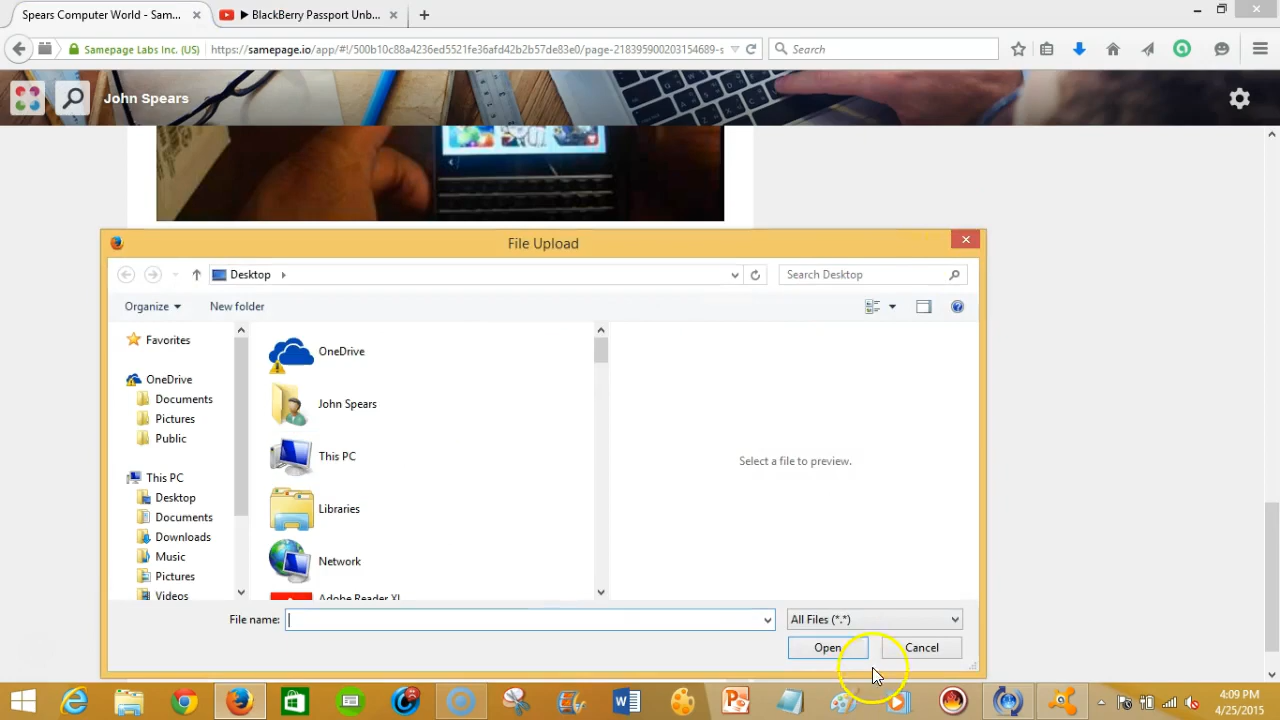 Spears Computer World - Sam...
▶ BlackBerry Passport Unb...
Samepage Labs Inc. (US)
https://samepage.io/app/#!/500b10c88a4236ed5521fe36afd42b2b57dc83e0/page-218395900203154689-s
Search
John Spears
File Upload
Desktop
Search Desktop
Organize
New folder
Favorites
OneDrive
Documents
Pictures
Public
This PC
Desktop
Documents
Downloads
Music
Pictures
Videos
OneDrive
John Spears
This PC
Libraries
Network
Adobe Reader XI
Select a file to preview.
File name:
All Files (*.*)
Open
Cancel
4:09 PM
4/25/2015